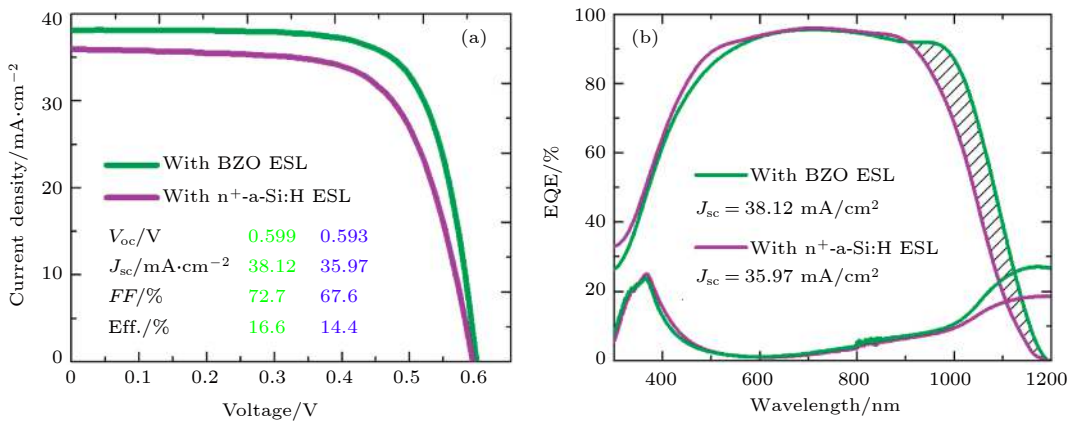 (a)
Current density/mA·cm⁻²
40
30
20
10
0
With BZO ESL
With n⁺-a-Si:H ESL
V_oc/V 0.599 0.593
J_sc/mA·cm⁻² 38.12 35.97
FF/% 72.7 67.6
Eff./% 16.6 14.4
0 0.1 0.2 0.3 0.4 0.5 0.6
Voltage/V
(b)
EQE/%
100
80
60
40
20
0
With BZO ESL
J_sc = 38.12 mA/cm²
With n⁺-a-Si:H ESL
J_sc = 35.97 mA/cm²
400 600 800 1000 1200
Wavelength/nm